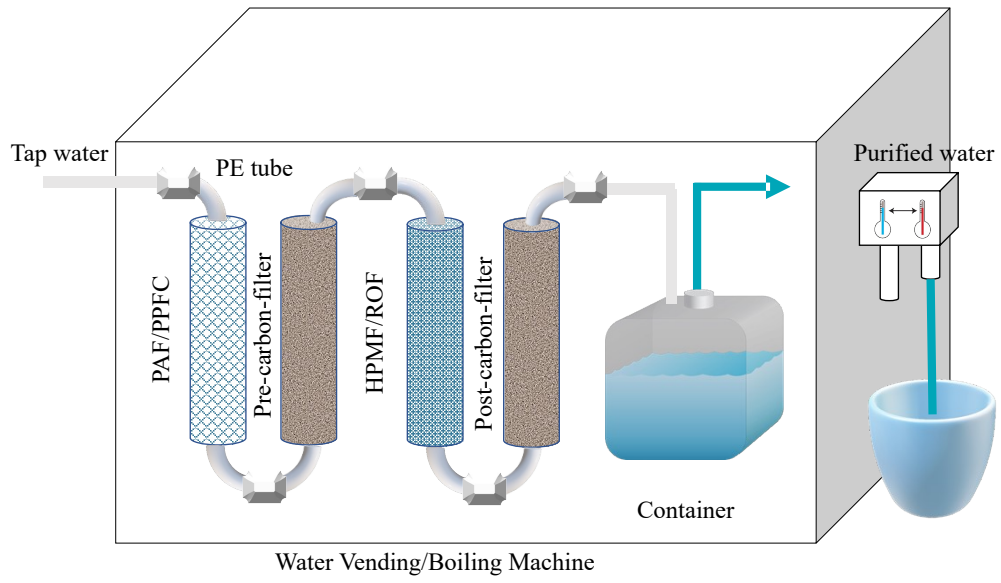 Tap water
PE tube
Purified water
PAF/PPFC
Pre-carbon-filter
HPMF/ROF
Post-carbon-filter
Container
Water Vending/Boiling Machine